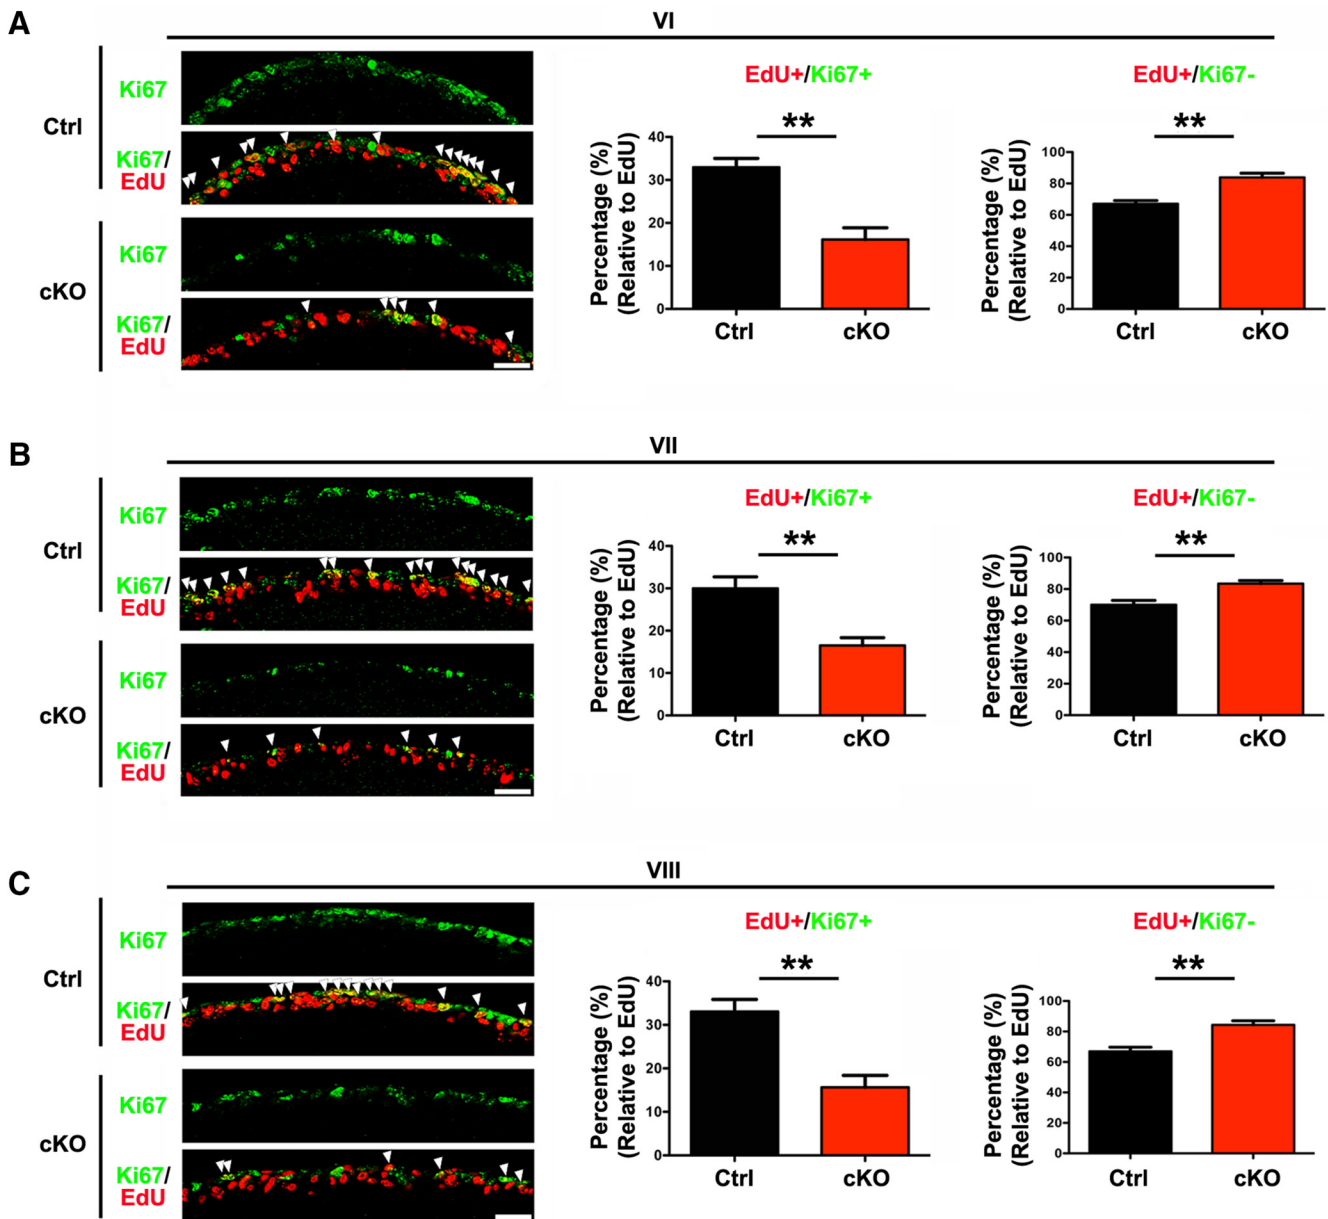 A
VI
Ctrl
Ki67
Ki67/
EdU
cKO
Ki67
Ki67/
EdU
EdU+/Ki67+
**
Percentage (%)
(Relative to EdU)
40
30
20
10
0
Ctrl
cKO
EdU+/Ki67-
**
Percentage (%)
(Relative to EdU)
100
80
60
40
20
0
Ctrl
cKO
B
VII
Ctrl
Ki67
Ki67/
EdU
cKO
Ki67
Ki67/
EdU
EdU+/Ki67+
**
Percentage (%)
(Relative to EdU)
40
30
20
10
0
Ctrl
cKO
EdU+/Ki67-
**
Percentage (%)
(Relative to EdU)
100
80
60
40
20
0
Ctrl
cKO
C
VIII
Ctrl
Ki67
Ki67/
EdU
cKO
Ki67
Ki67/
EdU
EdU+/Ki67+
**
Percentage (%)
(Relative to EdU)
40
30
20
10
0
Ctrl
cKO
EdU+/Ki67-
**
Percentage (%)
(Relative to EdU)
100
80
60
40
20
0
Ctrl
cKO